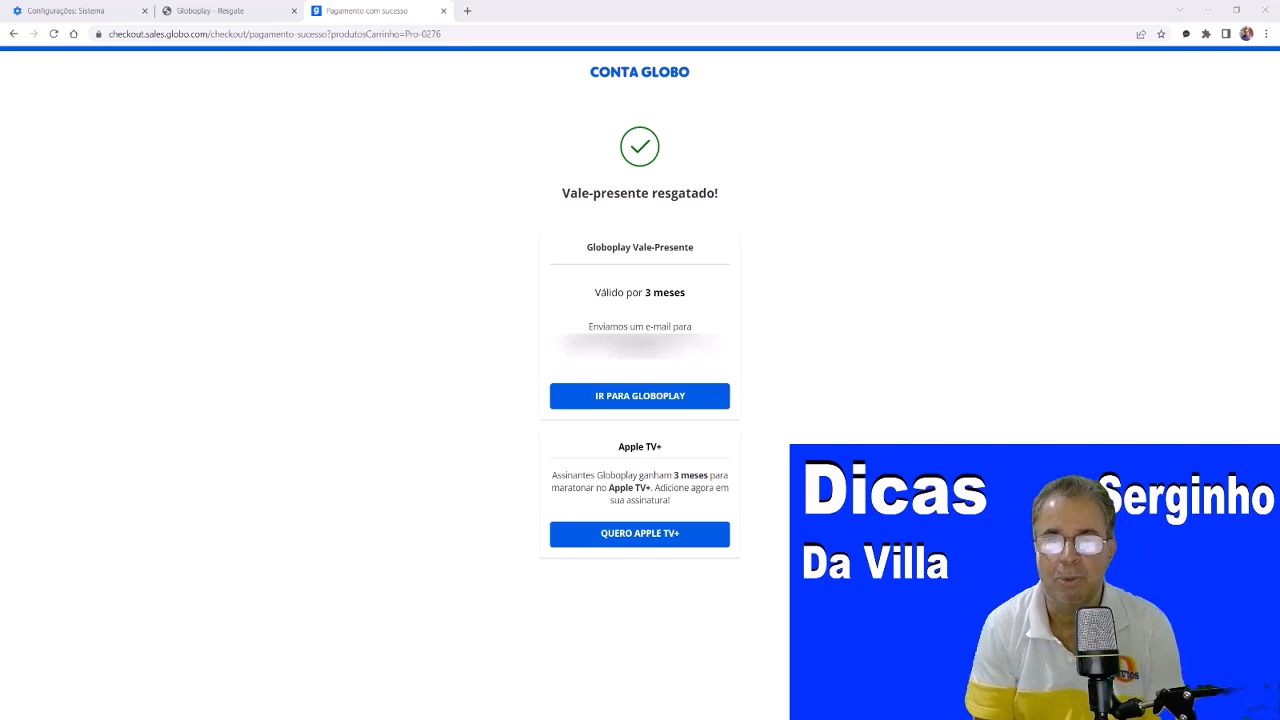 Configurações: Sistema
Globoplay - Resgate
Pagamento com sucesso
checkout.sales.globo.com/checkout/pagamento-sucesso?produtosCarrinho=Pro-0276
CONTA GLOBO
Vale-presente resgatado!
Globoplay Vale-Presente
Válido por 3 meses
Enviamos um e-mail para
IR PARA GLOBOPLAY
Apple TV+
Assinantes Globoplay ganham 3 meses para
maratonar no Apple TV+. Adicione agora em
sua assinatura!
QUERO APPLE TV+
Dicas Serginho
Da Villa